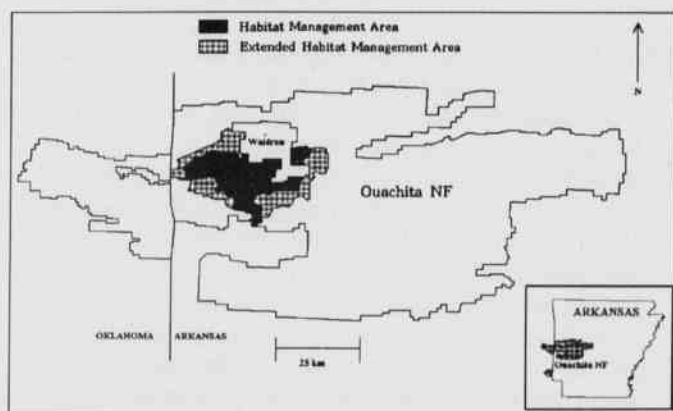 Habitat Management Area
Extended Habitat Management Area
N
Waldron
Ouachita NF
OKLAHOMA ARKANSAS
25 km
ARKANSAS
Ouachita NF